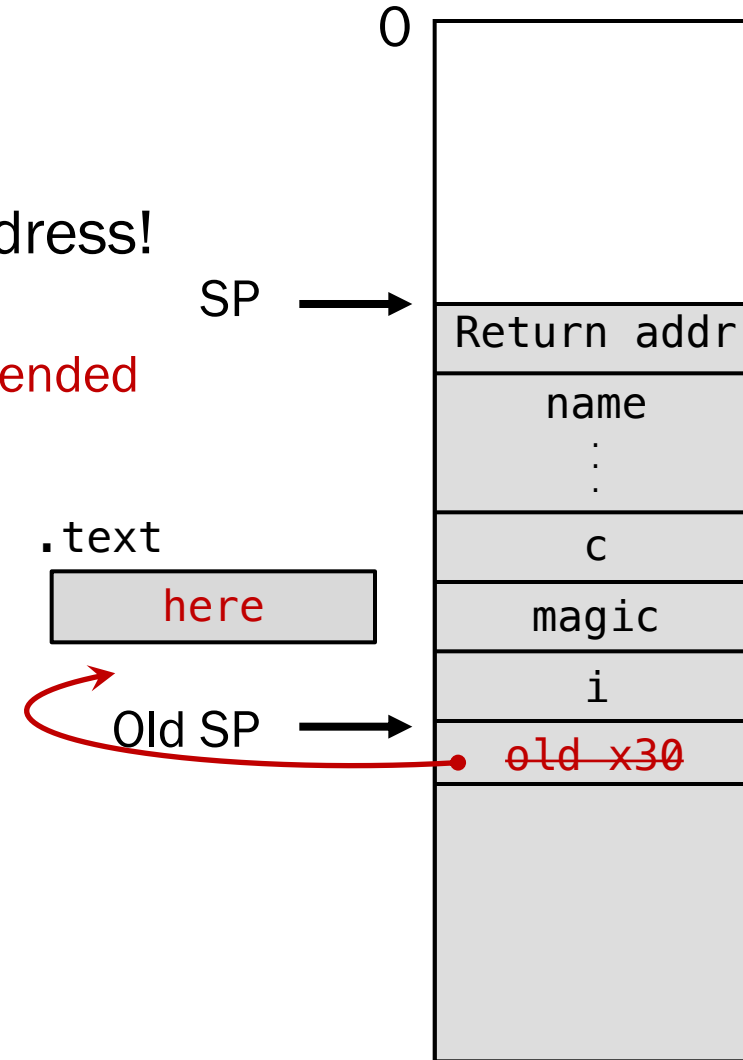 0
dress!
SP
Return addr
ended
name
.
.
.
.text
c
here
magic
i
Old SP
old x30